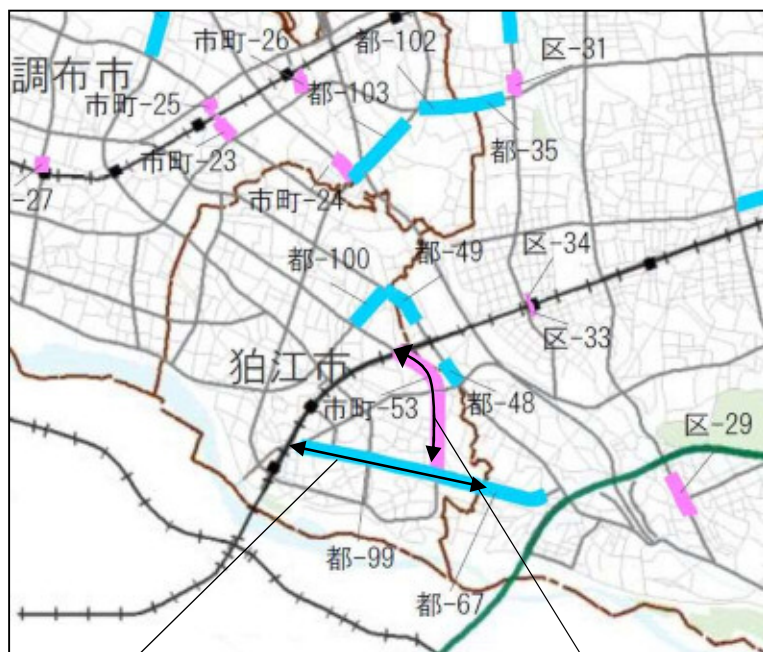 市町-26
都-102
区-31
調布市
市町-25
都-103
市町-23
都-35
-27
市町-24
都-49
区-34
都-100
区-33
狛江市
市町-53
都-48
区-29
都-99
都-67